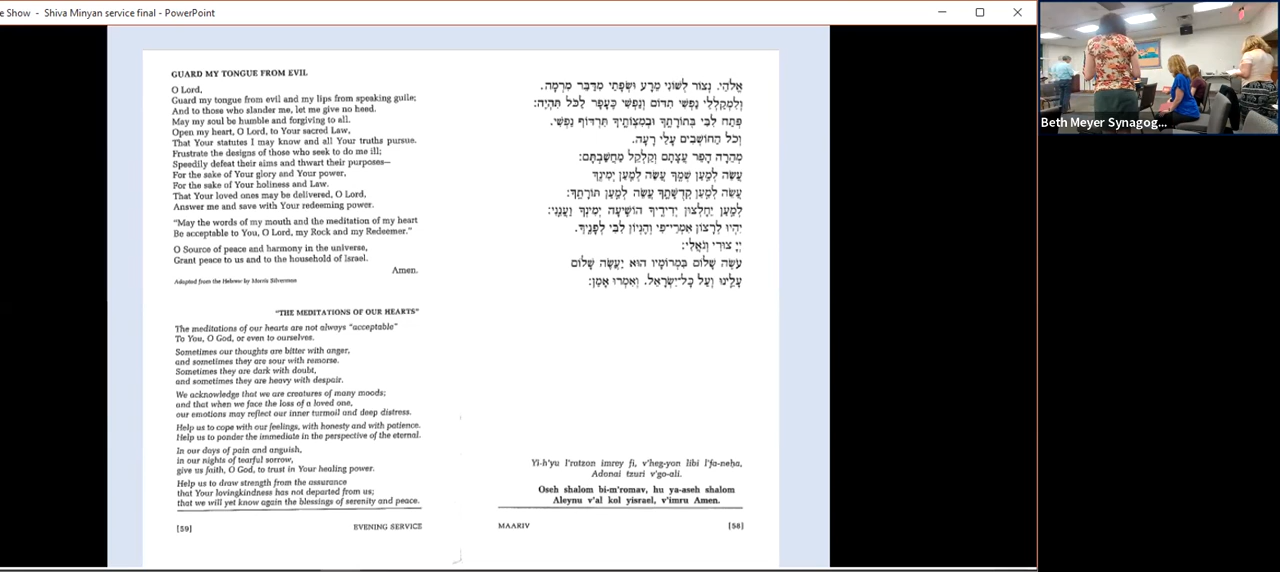 e Show - Shiva Minyan service final - PowerPoint
GUARD MY TONGUE FROM EVIL
O Lord,
Guard my tongue from evil and my lips from speaking guile;
And to those who slander me, let me give no heed.
May my soul be humble and forgiving to all.
Open my heart, O Lord, to Your sacred Law,
That Your statutes I may know and all Your truths pursue.
Frustrate the designs of those who seek to do me ill;
Speedily defeat their aims and thwart their purposes—
For the sake of Your glory and Your power,
For the sake of Your holiness and Law.
That Your loved ones may be delivered, O Lord,
Answer me and save with Your redeeming power.
"May the words of my mouth and the meditation of my heart
Be acceptable to You, O Lord, my Rock and my Redeemer."
O Source of peace and harmony in the universe,
Grant peace to us and to the household of Israel.
Amen.
Adapted from the Hebrew by Morris Silverman
"THE MEDITATIONS OF OUR HEARTS"
The meditations of our hearts are not always "acceptable"
To You, O God, or even to ourselves.
Sometimes our thoughts are bitter with anger,
and sometimes they are sour with remorse.
Sometimes they are dark with doubt,
and sometimes they are heavy with despair.
We acknowledge that we are creatures of many moods;
and that when we face the loss of a loved one,
our emotions may reflect our inner turmoil and deep distress.
Help us to cope with our feelings, with honesty and with patience.
Help us to ponder the immediate in the perspective of the eternal.
In our days of pain and anguish,
in our nights of tearful sorrow,
give us faith, O God, to trust in Your healing power.
Help us to draw strength from the assurance
that Your lovingkindness has not departed from us;
that we will yet know again the blessings of serenity and peace.
[59] EVENING SERVICE
אֱלֹהַי. נְצוֹר לְשׁוֹנִי מֵרָע וּשְׂפָתַי מִדַּבֵּר מִרְמָה.
וְלִמְקַלְלַי נַפְשִׁי תִדּוֹם וְנַפְשִׁי כֶּעָפָר לַכֹּל תִּהְיֶה:
פְּתַח לִבִּי בְּתוֹרָתֶךָ וּבְמִצְוֹתֶיךָ תִּרְדּוֹף נַפְשִׁי.
וְכֹל הַחוֹשְׁבִים עָלַי רָעָה.
מְהֵרָה הָפֵר עֲצָתָם וְקַלְקֵל מַחֲשַׁבְתָּם:
עֲשֵׂה לְמַעַן שְׁמֶךָ עֲשֵׂה לְמַעַן יְמִינֶךָ
עֲשֵׂה לְמַעַן קְדֻשָּׁתֶךָ עֲשֵׂה לְמַעַן תּוֹרָתֶךָ:
לְמַעַן יֵחָלְצוּן יְדִידֶיךָ הוֹשִׁיעָה יְמִינְךָ וַעֲנֵנִי:
יִהְיוּ לְרָצוֹן אִמְרֵי־פִי וְהֶגְיוֹן לִבִּי לְפָנֶיךָ.
יְיָ צוּרִי וְגֹאֲלִי:
עֹשֶׂה שָׁלוֹם בִּמְרוֹמָיו הוּא יַעֲשֶׂה שָׁלוֹם
עָלֵינוּ וְעַל כָּל־יִשְׂרָאֵל. וְאִמְרוּ אָמֵן:
Yi-h'yu l'ratzon imrey fi, v'heg-yon libi l'fa-neḥa,
Adonai tzuri v'go-ali.
Oseh shalom bi-m'romav, hu ya-aseh shalom
Aleynu v'al kol yisrael, v'imru Amen.
MAARIV [58]
Beth Meyer Synagog...